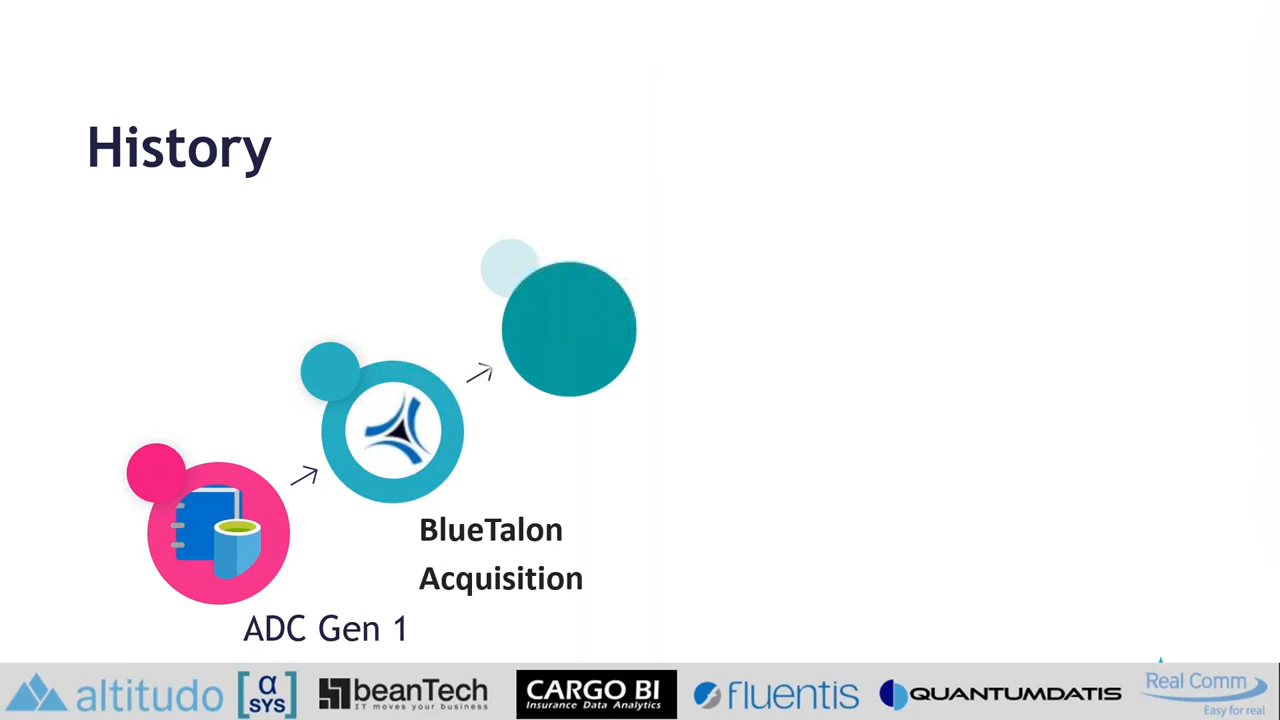 History
BlueTalon
Acquisition
ADC Gen 1
altitudo
α
SYS
beanTech
IT moves your business
CARGO BI
Insurance Data Analytics
fluentis
QUANTUMDATIS
Real Comm
Easy for real